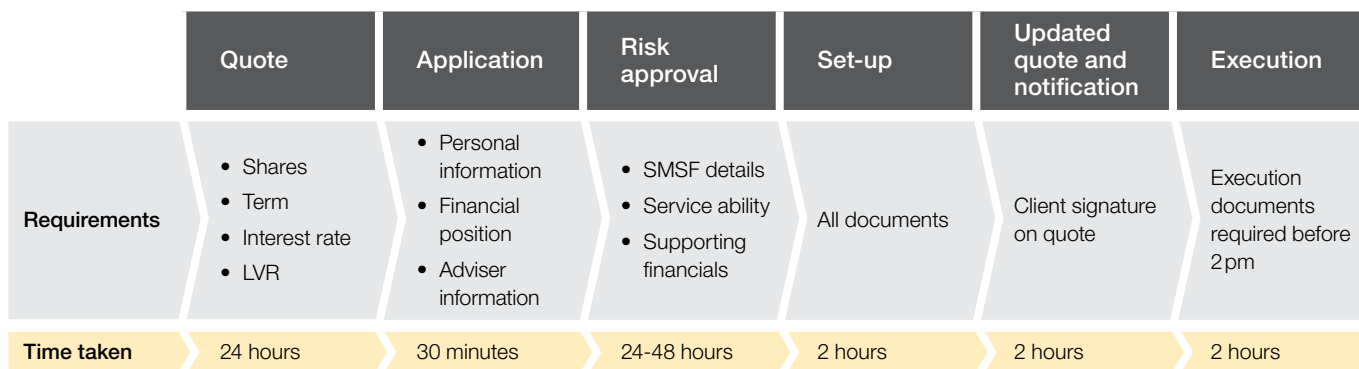 Quote
Application
Risk
approval
Set-up
Updated
quote and
notification
Execution
Requirements
• Shares
• Term
• Interest rate
• LVR
• Personal
information
• Financial
position
• Adviser
information
• SMSF details
• Service ability
• Supporting
financials
All documents
Client signature
on quote
Execution
documents
required before
2 pm
Time taken
24 hours
30 minutes
24-48 hours
2 hours
2 hours
2 hours